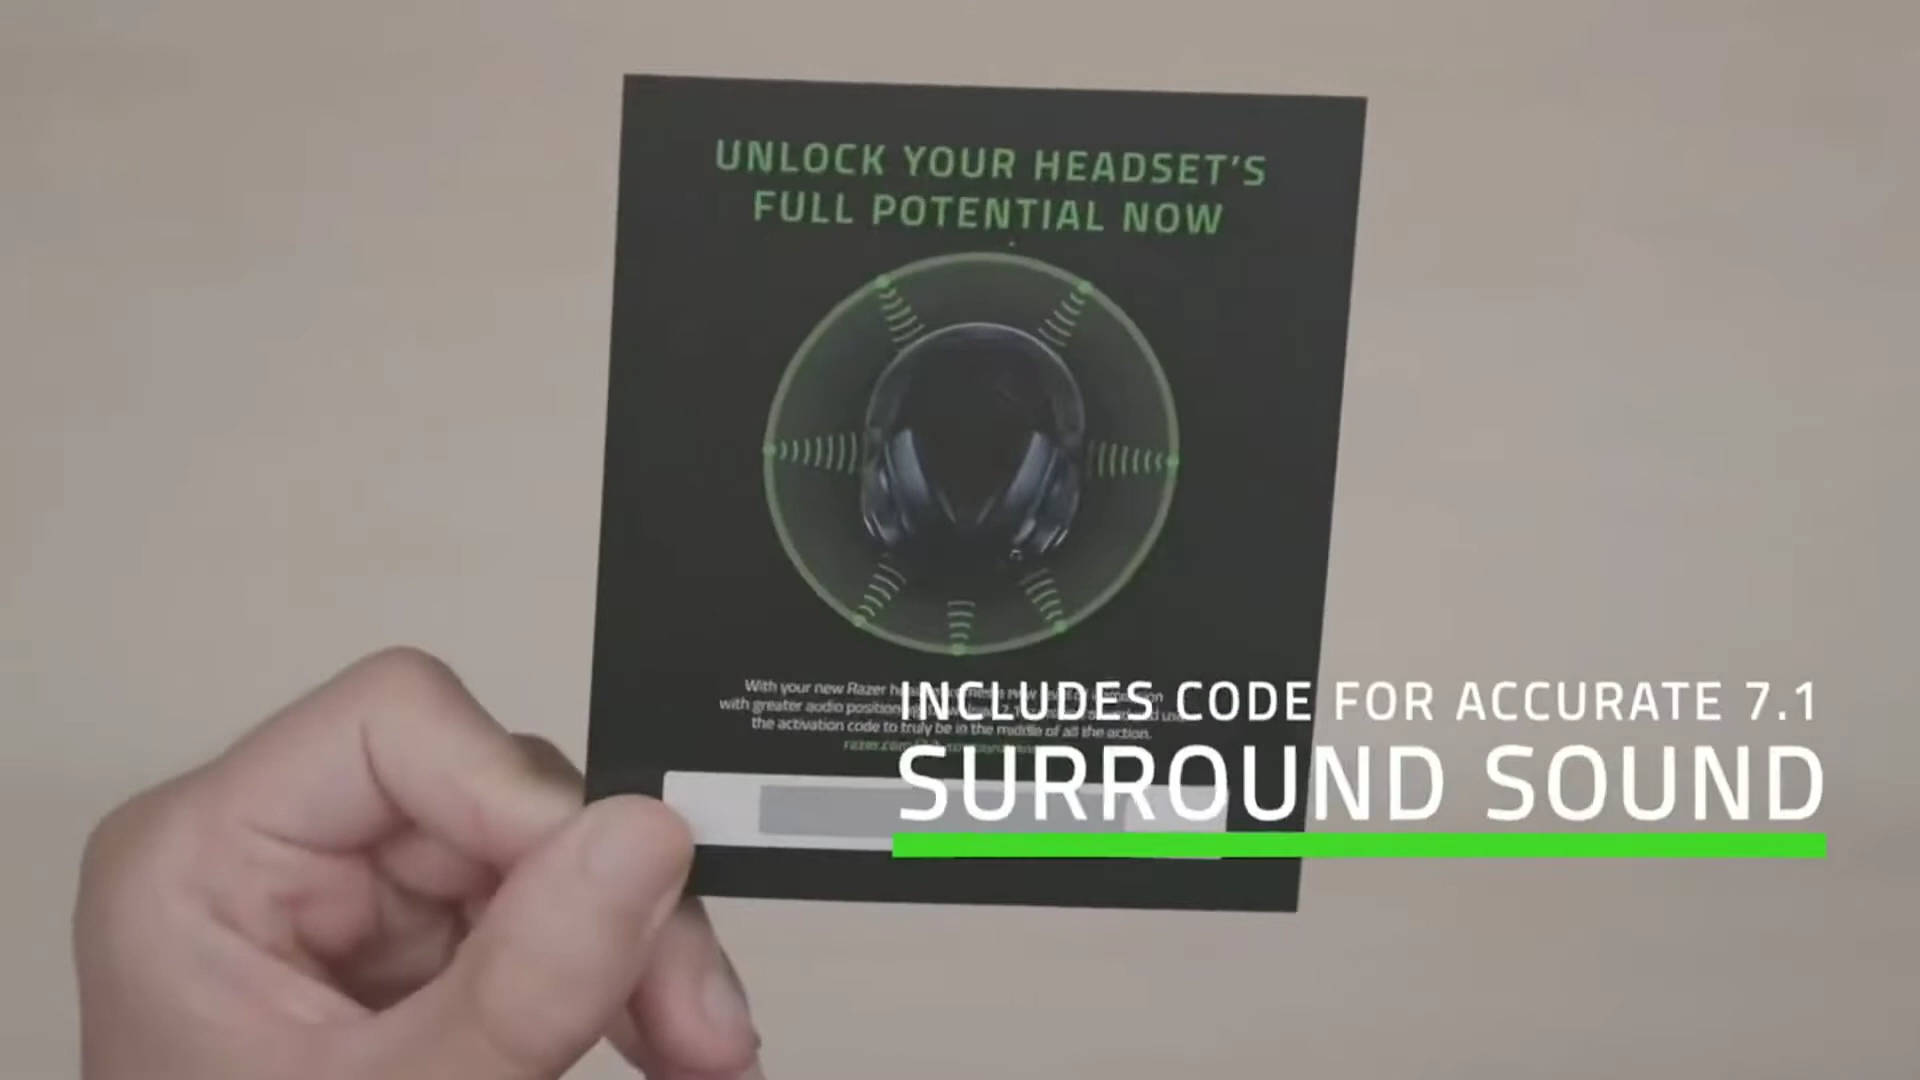 UNLOCK YOUR HEADSET'S
FULL POTENTIAL NOW
With your new Razer
with greater audio
the activation code to truly be in the middle of all the action.
INCLUDES CODE FOR ACCURATE 7.1
SURROUND SOUND